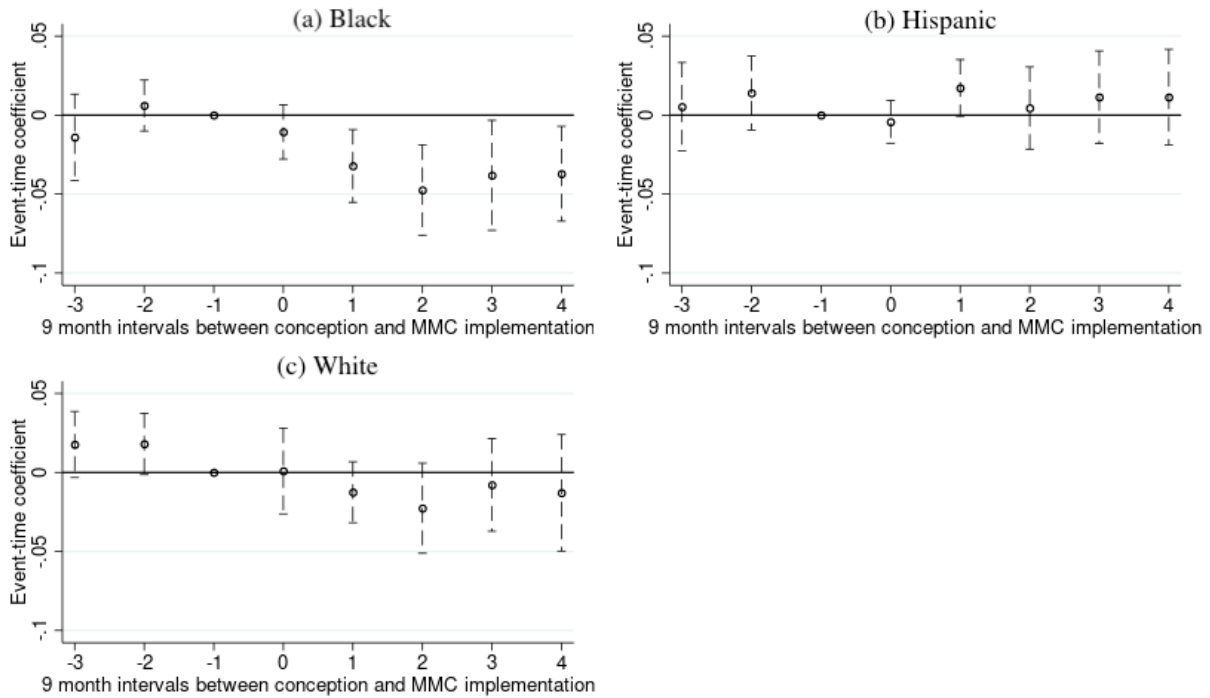 (a) Black
.05
0
-.05
-.1
Event-time coefficient
-3 -2 -1 0 1 2 3 4
9 month intervals between conception and MMC implementation
(b) Hispanic
.05
0
-.05
-.1
Event-time coefficient
-3 -2 -1 0 1 2 3 4
9 month intervals between conception and MMC implementation
(c) White
.05
0
-.05
-.1
Event-time coefficient
-3 -2 -1 0 1 2 3 4
9 month intervals between conception and MMC implementation